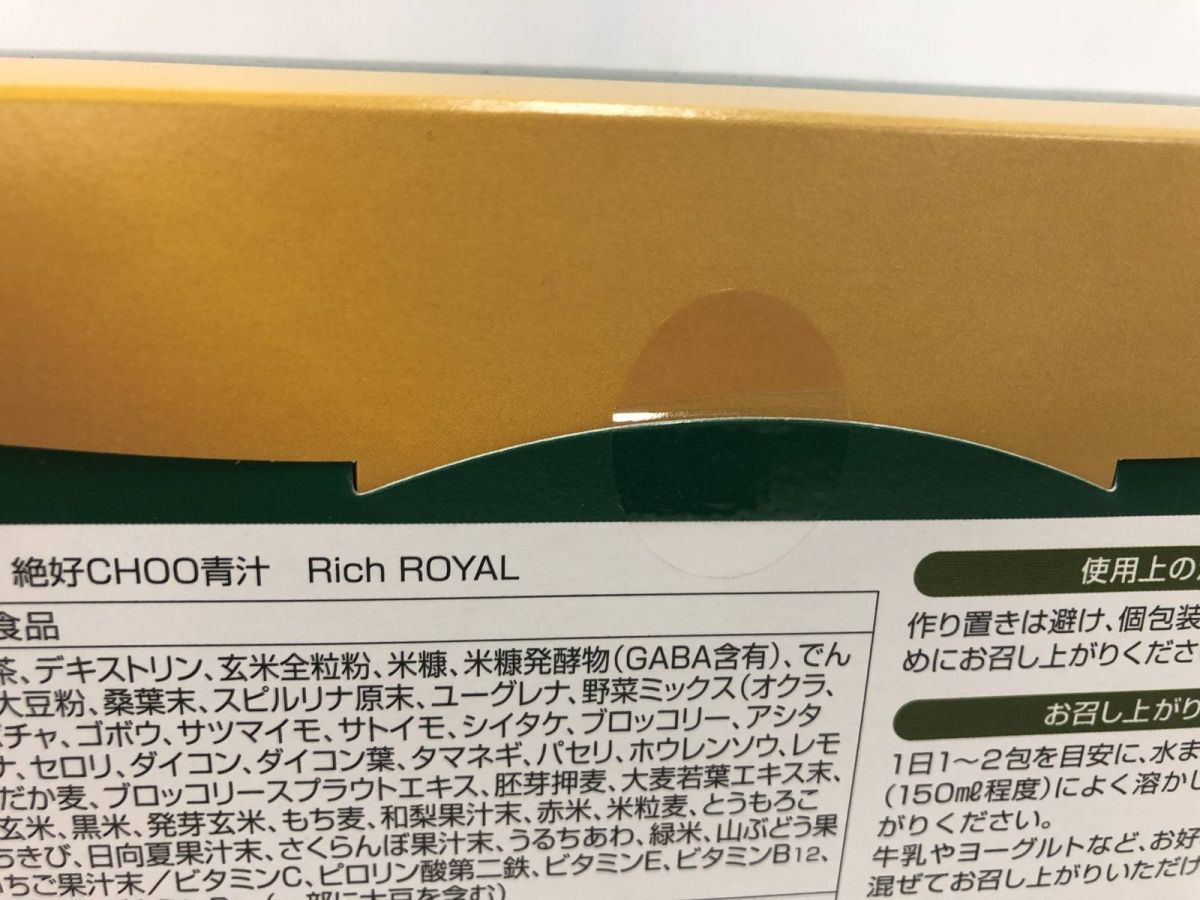 絶好CHOO青汁 Rich ROYAL
食品
茶、デキストリン、玄米全粒粉、米糠、米糠発酵物(GABA含有)、でん
大豆粉、桑葉末、スピルリナ原末、ユーグレナ、野菜ミックス(オクラ、
ボチャ、ゴボウ、サツマイモ、サトイモ、シイタケ、ブロッコリー、アシタ
ナ、セロリ、ダイコン、ダイコン葉、タマネギ、パセリ、ホウレンソウ、レモ
だか麦、ブロッコリースプラウトエキス、胚芽押麦、大麦若葉エキス末、
玄米、黒米、発芽玄米、もち麦、和梨果汁末、赤米、米粒麦、とうもろこ
ちきび、日向夏果汁末、さくらんぼ果汁末、うるちあわ、緑米、山ぶどう果
いちご果汁末/ビタミンC、ピロリン酸第二鉄、ビタミンE、ビタミンB12、
一部に大豆を含む)
使用上の
作り置きは避け、個包装
めにお召し上がりくださ
お召し上がり
1日1〜2包を目安に、水ま
(150㎖程度)によく溶かし
がりください。
牛乳やヨーグルトなど、お好
混ぜてお召し上がりいただけ